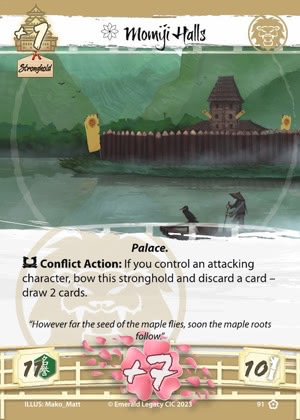 1
Momiji Halls
Stronghold
Palace.
Conflict Action: If you control an attacking
character, bow this stronghold and discard a card –
draw 2 cards.
"However far the seed of the maple flies, soon the maple roots
follow."
11
+7
10
ILLUS: Mako_Matt
© Emerald Legacy CIC 2023
91